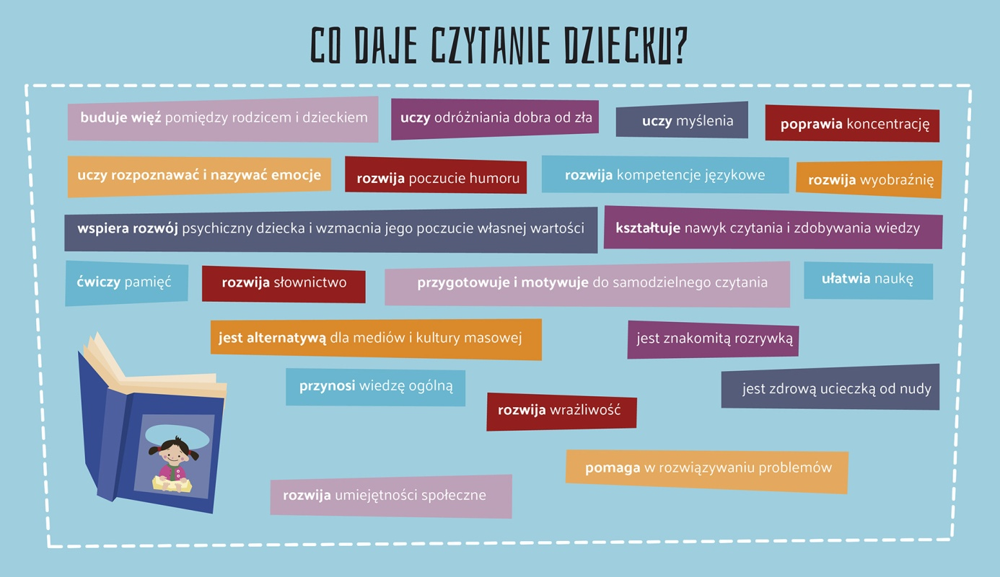 CO DAJE CZYTANIE DZIECKU?
buduje więź pomiędzy rodzicem i dzieckiem
uczy odróżniania dobra od zła
uczy myślenia
poprawia koncentrację
uczy rozpoznawać i nazywać emocje
rozwija poczucie humoru
rozwija kompetencje językowe
rozwija wyobraźnię
wspiera rozwój psychiczny dziecka i wzmacnia jego poczucie własnej wartości
kształtuje nawyk czytania i zdobywania wiedzy
ćwiczy pamięć
rozwija słownictwo
przygotowuje i motywuje do samodzielnego czytania
ułatwia naukę
jest alternatywą dla mediów i kultury masowej
jest znakomitą rozrywką
przynosi wiedzę ogólną
jest zdrową ucieczką od nudy
rozwija wrażliwość
pomaga w rozwiązywaniu problemów
rozwija umiejętności społeczne